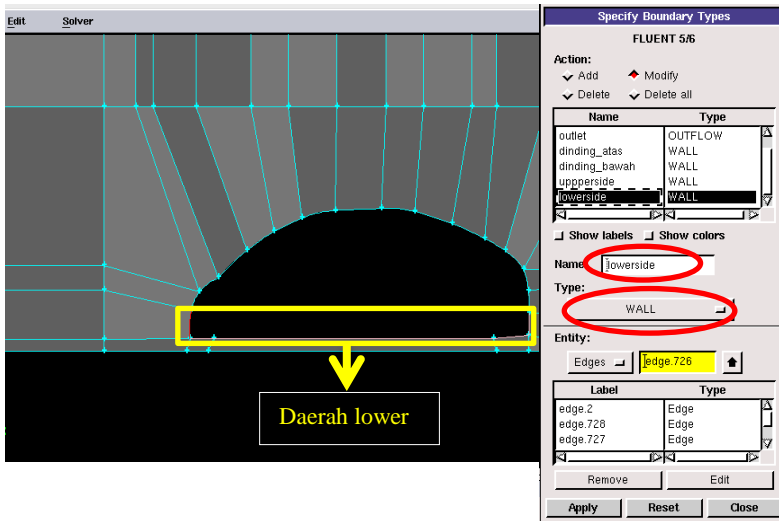 Edit Solver
Daerah lower
Specify Boundary Types
FLUENT 5/6
Action:
Add Modify
Delete Delete all
Name Type
outlet OUTFLOW
dinding_atas WALL
dinding_bawah WALL
uppperside WALL
lowerside WALL
Show labels Show colors
Name: lowerside
Type:
WALL
Entity:
Edges edge.726
Label Type
edge.2 Edge
edge.728 Edge
edge.727 Edge
Remove Edit
Apply Reset Close